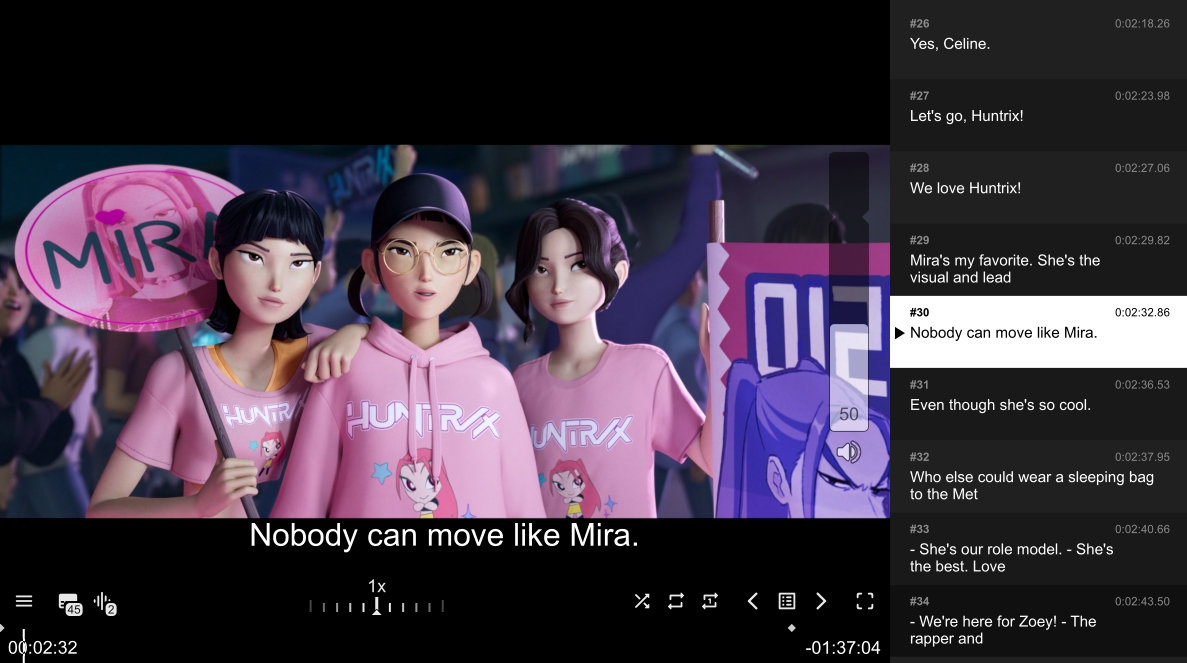 MIRA
HUNTR/X
HUNTR/X
HUNTR/X
HUNTR/X
50
Nobody can move like Mira.
45
2
1x
1
00:02:32
-01:37:04
#26 0:02:18.26
Yes, Celine.
#27 0:02:23.98
Let's go, Huntrix!
#28 0:02:27.06
We love Huntrix!
#29 0:02:29.82
Mira's my favorite. She's the
visual and lead
#30 0:02:32.86
Nobody can move like Mira.
#31 0:02:36.53
Even though she's so cool.
#32 0:02:37.95
Who else could wear a sleeping bag
to the Met
#33 0:02:40.66
- She's our role model. - She's
the best. Love
#34 0:02:43.50
- We're here for Zoey! - The
rapper and